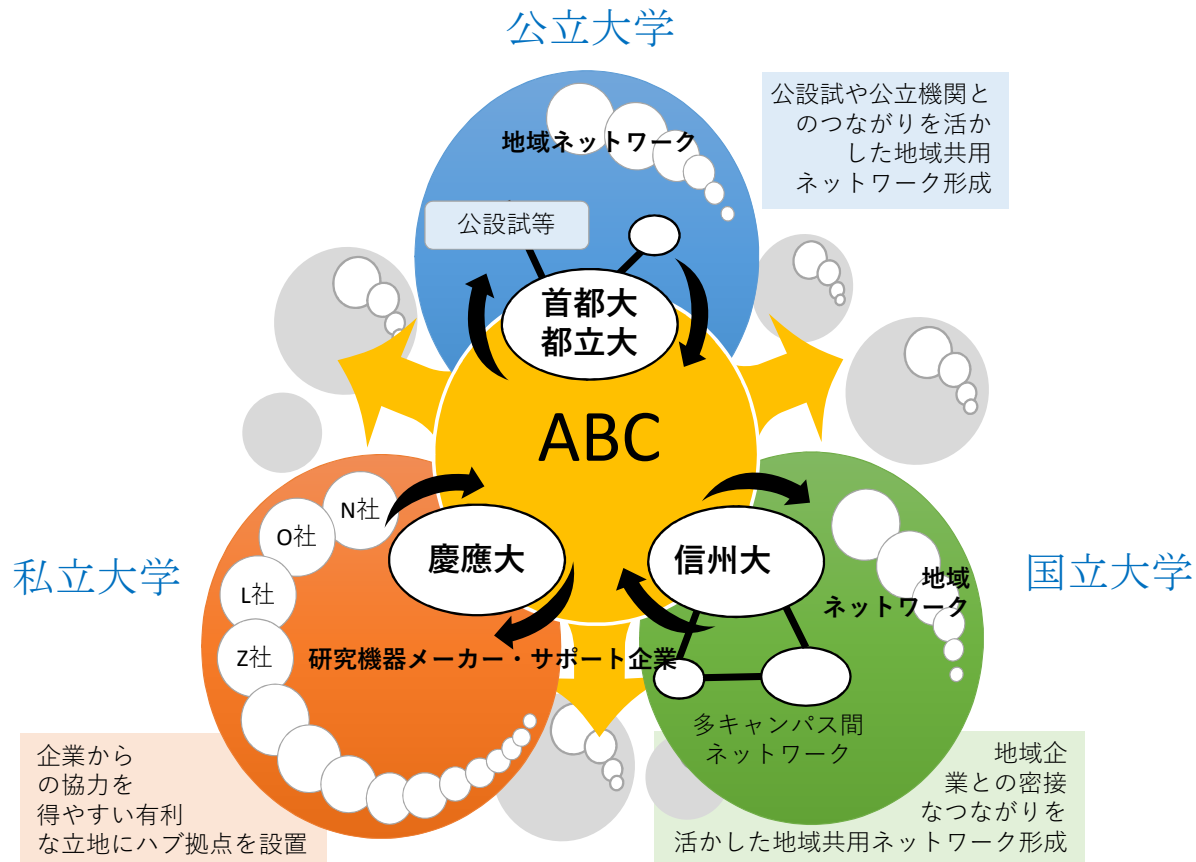 公立大学
公設試や公立機関と
のつながりを活か
した地域共用
ネットワーク形成
地域ネットワーク
公設試等
首都大
都立大
ABC
N社
O社
L社
Z社
慶應大
信州大
私立大学
国立大学
地域
ネットワーク
研究機器メーカー・サポート企業
多キャンパス間
ネットワーク
企業から
の協力を
得やすい有利
な立地にハブ拠点を設置
地域企
業との密接
なつながりを
活かした地域共用ネットワーク形成